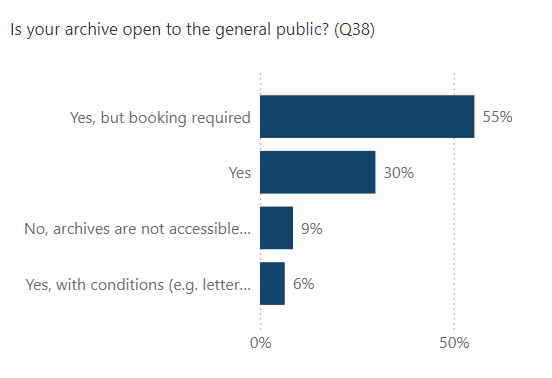 Is your archive open to the general public? (Q38)
Yes, but booking required 55%
Yes 30%
No, archives are not accessible... 9%
Yes, with conditions (e.g. letter... 6%
0% 50%